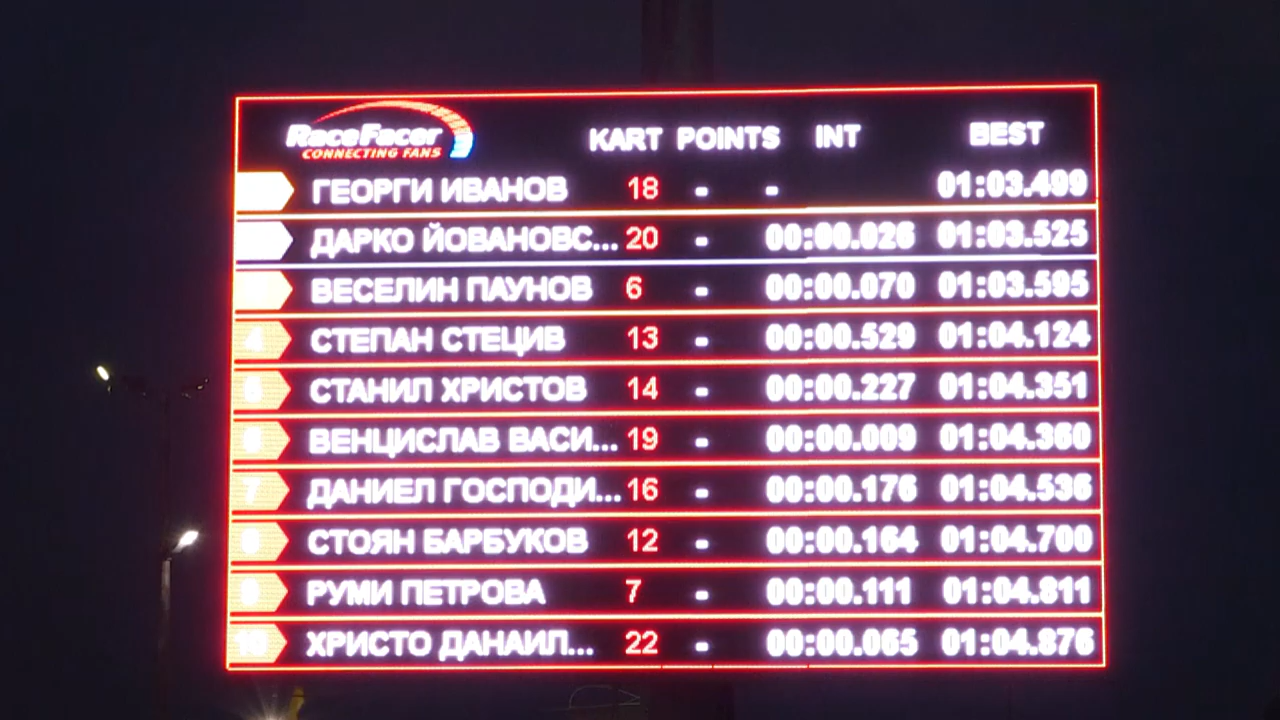 RaceFacer
CONNECTING FANS
KART POINTS INT BEST
ГЕОРГИ ИВАНОВ 18 - - 01:03.499
ДАРКО ЙОВАНОВС... 20 - 00:00.026 01:03.525
ВЕСЕЛИН ПАУНОВ 6 - 00:00.070 01:03.595
4 СТЕПАН СТЕЦИВ 13 - 00:00.529 01:04.124
5 СТАНИЛ ХРИСТОВ 14 - 00:00.227 01:04.351
6 ВЕНЦИСЛАВ ВАСИ... 19 - 00:00.009 01:04.360
7 ДАНИЕЛ ГОСПОДИ... 16 - 00:00.176 01:04.536
8 СТОЯН БАРБУКОВ 12 - 00:00.164 01:04.700
9 РУМИ ПЕТРОВА 7 - 00:00.111 01:04.811
10 ХРИСТО ДАНАИЛ... 22 - 00:00.065 01:04.876